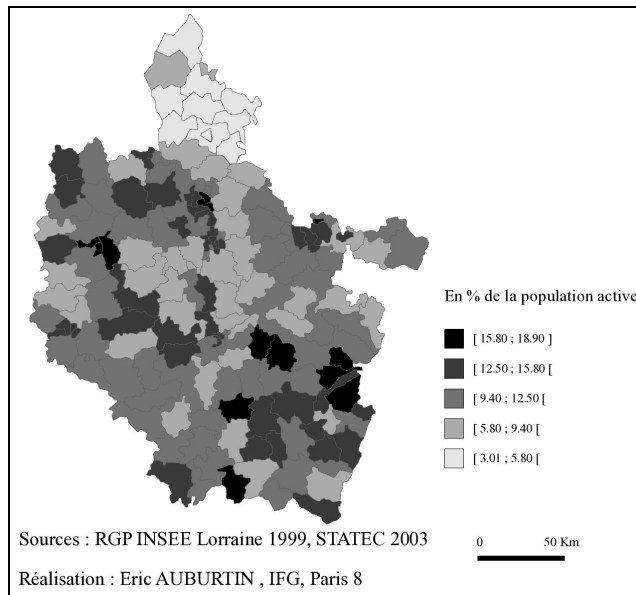 En % de la population active
[ 15.80 ; 18.90 ]
[ 12.50 ; 15.80 [
[ 9.40 ; 12.50 [
[ 5.80 ; 9.40 [
[ 3.01 ; 5.80 [
Sources : RGP INSEE Lorraine 1999, STATEC 2003
0 50 Km
Réalisation : Eric AUBURTIN , IFG, Paris 8